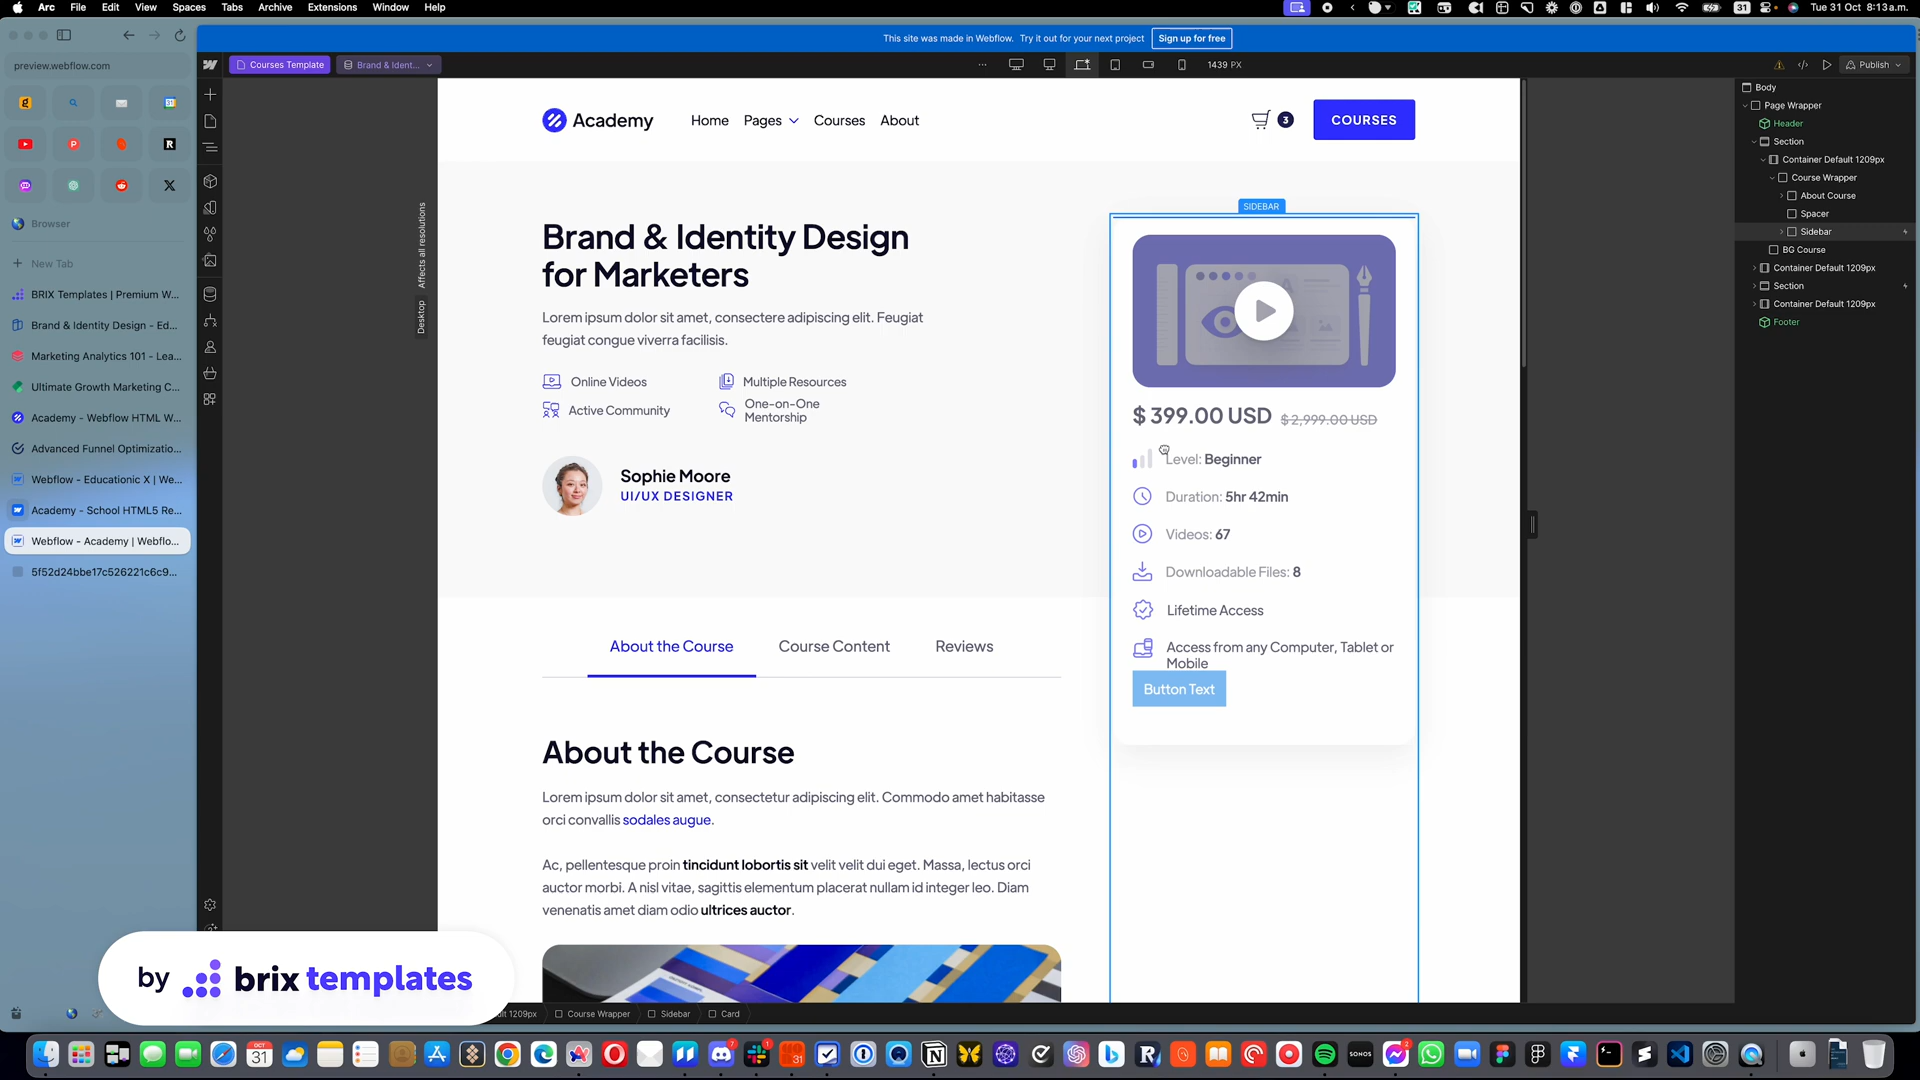 Arc File Edit View Spaces Tabs Archive Extensions Window Help
31 Tue 31 Oct 8:13 a.m.
This site was made in Webflow. Try it out for your next project Sign up for free
preview.webflow.com
Courses Template
Brand & Ident...
1439 PX
Publish
Browser
New Tab
BRIX Templates | Premium W...
Brand & Identity Design - Ed...
Marketing Analytics 101 - Lea...
Ultimate Growth Marketing C...
Academy - Webflow HTML W...
Advanced Funnel Optimizatio...
Webflow - Educationic X | We...
Academy - School HTML5 Re...
Webflow - Academy | Webflo...
5f52d24bbe17c526221c6c9...
Affects all resolutions
Desktop
Academy
Home Pages Courses About
3
COURSES
Brand & Identity Design
for Marketers
Lorem ipsum dolor sit amet, consectere adipiscing elit. Feugiat
feugiat congue viverra facilisis.
Online Videos
Multiple Resources
Active Community
One-on-One
Mentorship
Sophie Moore
UI/UX DESIGNER
SIDEBAR
$ 399.00 USD $ 2,999.00 USD
Level: Beginner
Duration: 5hr 42min
Videos: 67
Downloadable Files: 8
Lifetime Access
Access from any Computer, Tablet or
Mobile
Button Text
About the Course Course Content Reviews
About the Course
Lorem ipsum dolor sit amet, consectetur adipiscing elit. Commodo amet habitasse
orci convallis sodales augue.
Ac, pellentesque proin tincidunt lobortis sit velit velit dui eget. Massa, lectus orci
auctor morbi. A nisl vitae, sagittis elementum placerat nullam id integer leo. Diam
venenatis amet diam odio ultrices auctor.
Body
Page Wrapper
Header
Section
Container Default 1209px
Course Wrapper
About Course
Spacer
Sidebar
BG Course
Container Default 1209px
Section
Container Default 1209px
Footer
by brix templates
1209px Course Wrapper Sidebar Card
OCT
31